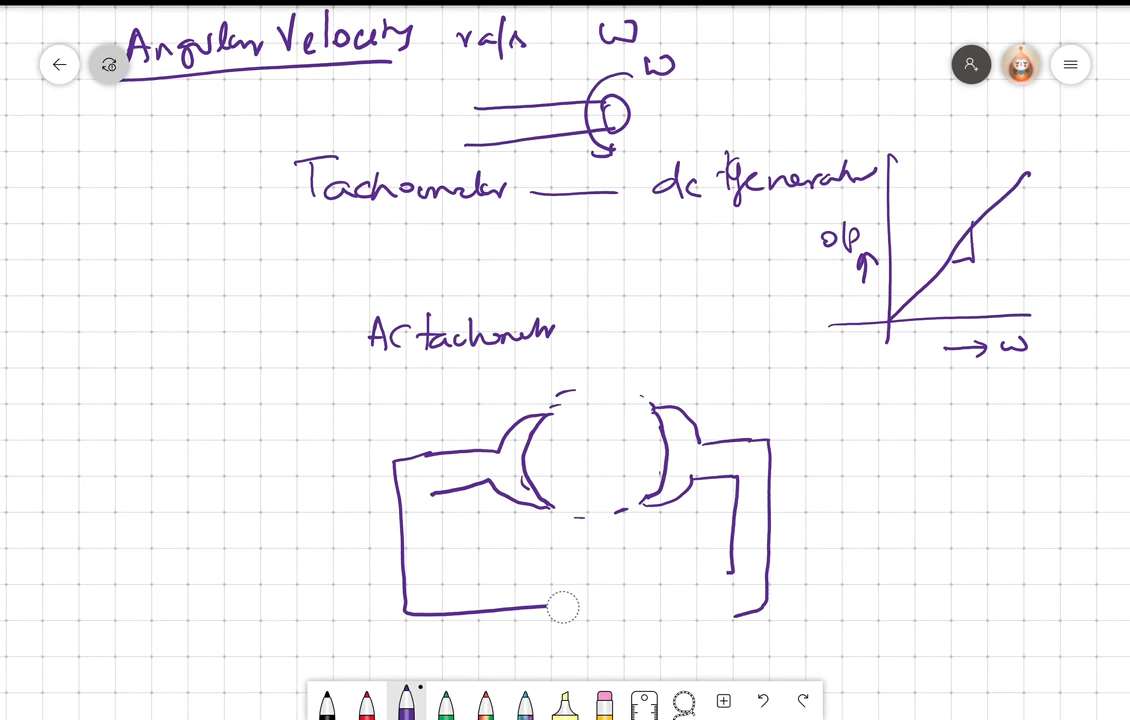 Angular Velocity rad/s ω
ω
Tachometer — dc generator
o/p
→ ω
AC tachometer